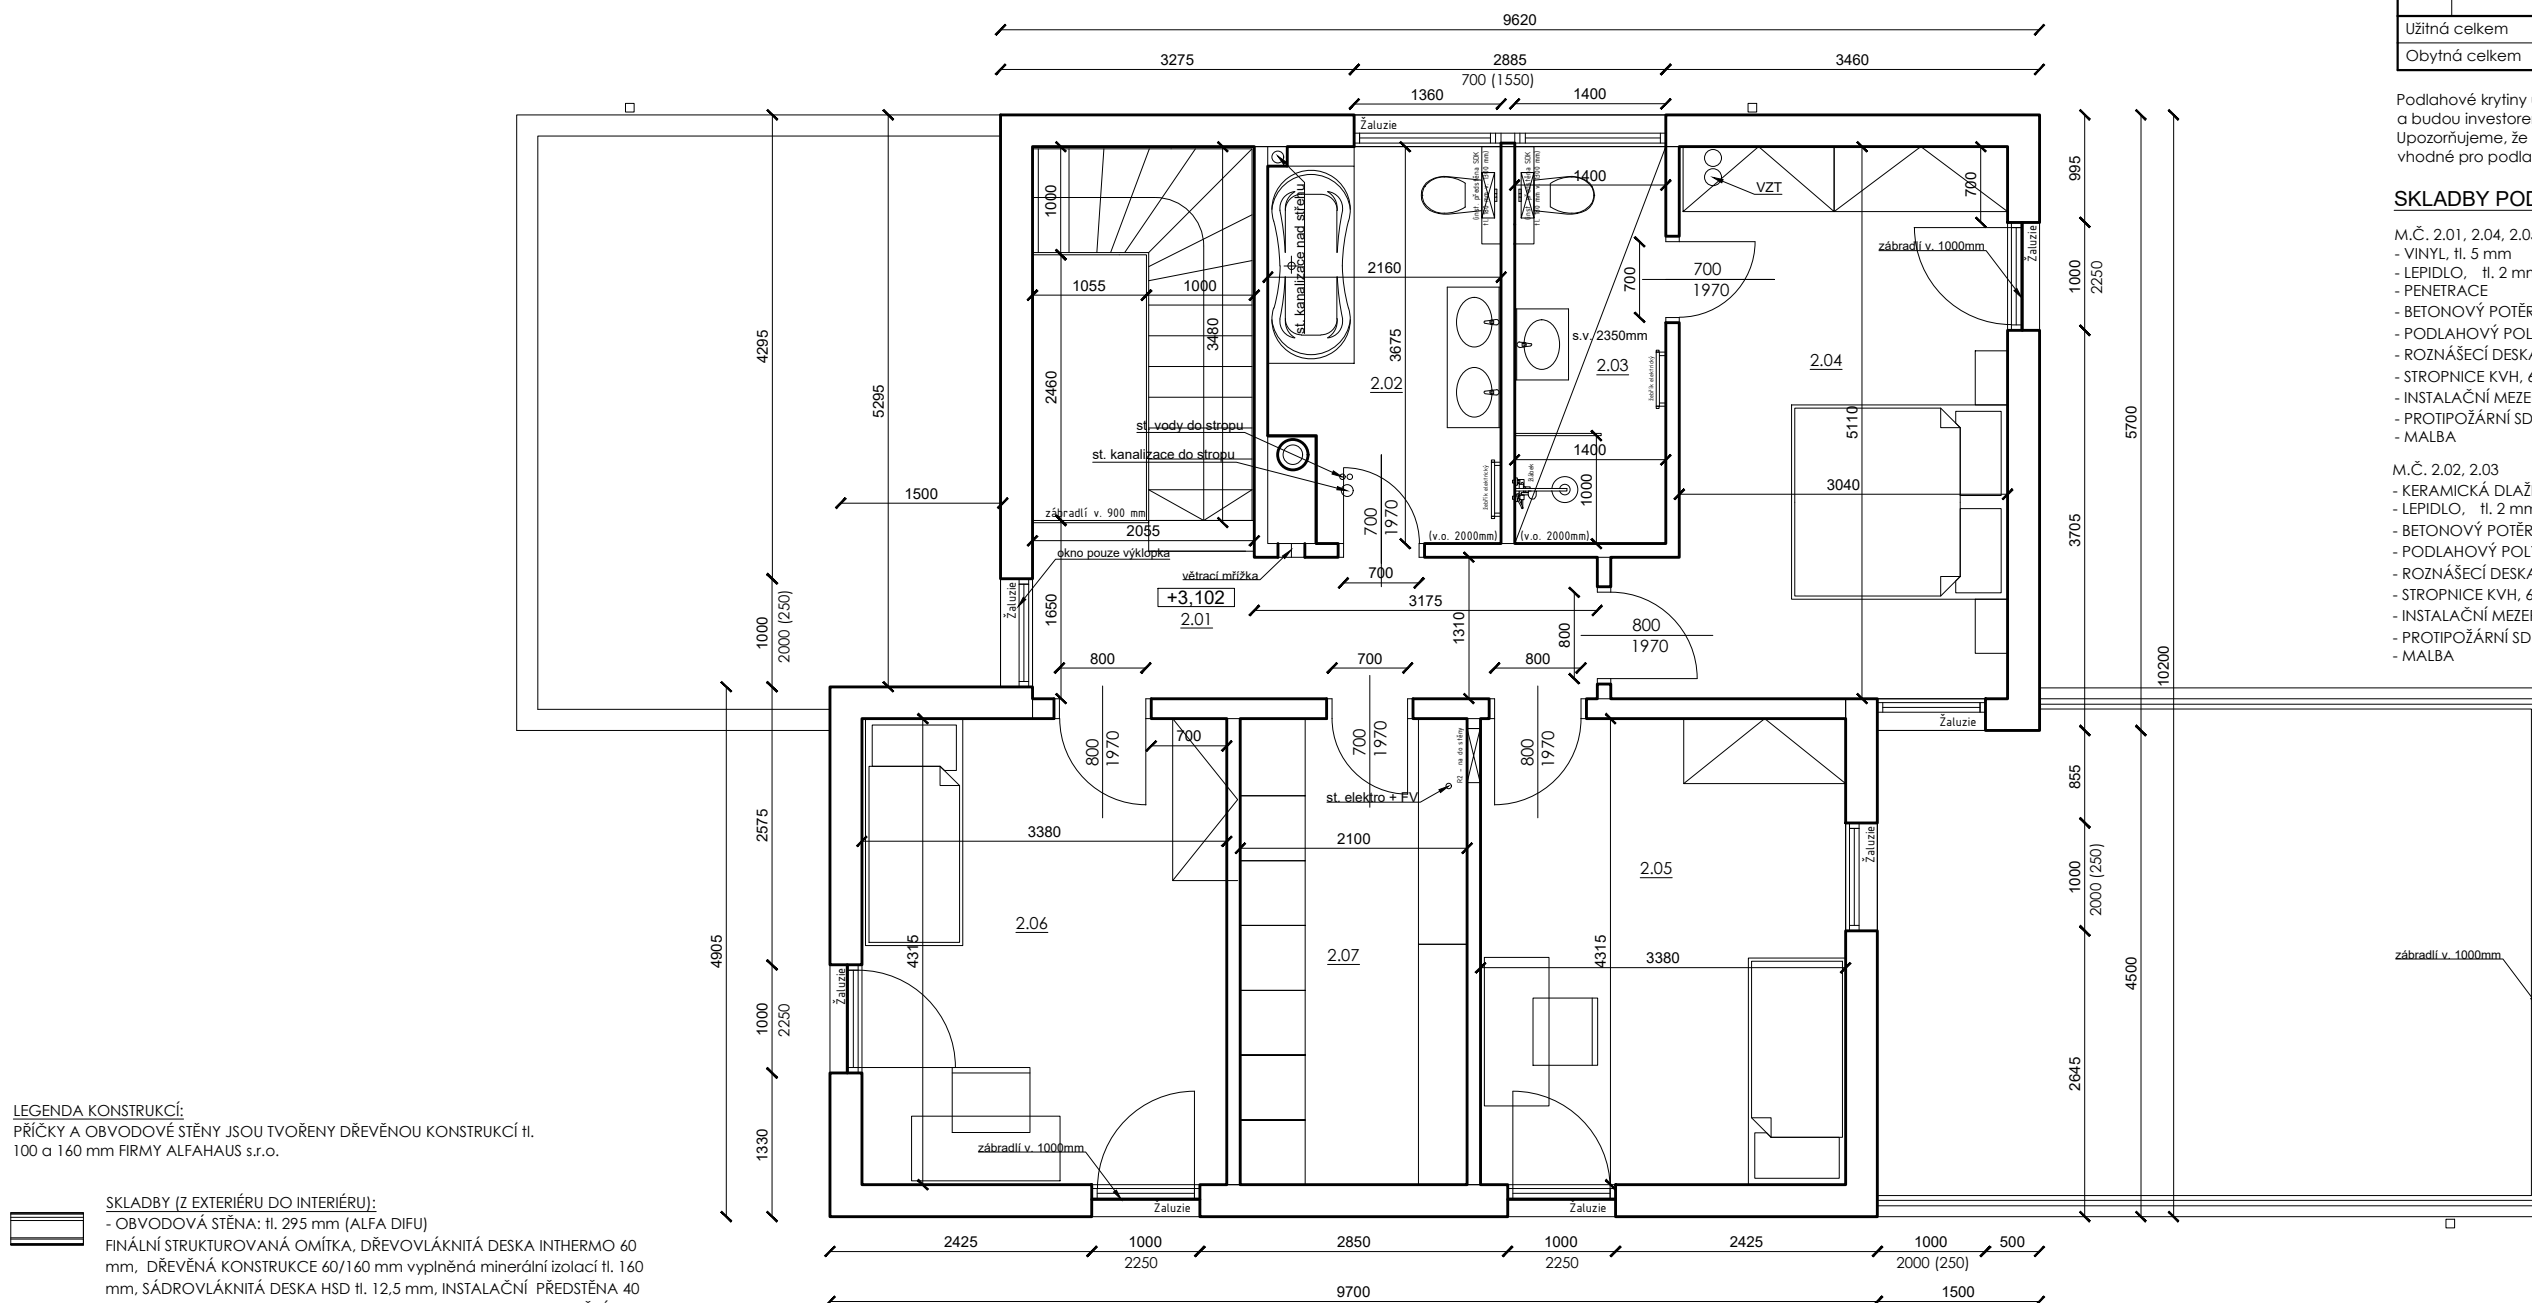 9620
3275
2885
3460
700 (1550)
1360
1400
Užitná celkem
Obytná celkem
Podlahové krytiny
a budou investore
Upozorňujeme, že
vhodné pro podla
SKLADBY POD
M.Č. 2.01, 2.04, 2.0
- VINYL, tl. 5 mm
- LEPIDLO, tl. 2 mm
- PENETRACE
- BETONOVÝ POTĚR
- PODLAHOVÝ POL
- ROZNÁŠECÍ DESKA
- STROPNICE KVH, 6
- INSTALAČNÍ MEZE
- PROTIPOŽÁRNÍ SD
- MALBA
M.Č. 2.02, 2.03
- KERAMICKÁ DLAŽ
- LEPIDLO, tl. 2 mm
- BETONOVÝ POTĚR
- PODLAHOVÝ POL
- ROZNÁŠECÍ DESKA
- STROPNICE KVH, 6
- INSTALAČNÍ MEZE
- PROTIPOŽÁRNÍ SD
- MALBA
Žaluzie
1000
1055
1000
3480
2460
st. kanalizace nad střehu
2160
3675
2.02
1400
700
700
1970
s.v. 2350mm
2.03
VZT
700
zábradlí v. 1000mm
Žaluzie
2.04
5110
3040
995
1000
2250
5700
3705
10200
4295
5295
1500
1000
2000 (250)
st. vody do stropu
st. kanalizace do stropu
zábradlí v. 900 mm
2055
okno pouze výklopka
větrací mřížka
Žaluzie
1650
+3,102
2.01
700
1970
700
(v.o. 2000mm)
(v.o. 2000mm)
1400
1000
3175
1310
800
800
1970
800
700
800
Žaluzie
800
1970
700
700
1970
800
1970
st. elektro + FV
3380
2100
2.05
Žaluzie
2.06
4315
2.07
4315
3380
Žaluzie
4905
2575
1000
2250
1330
855
1000
2000 (250)
4500
2645
zábradlí v. 1000mm
zábradlí v. 1000mm
Žaluzie
Žaluzie
2425
1000
2250
2850
1000
2250
2425
1000
2000 (250)
500
9700
1500
LEGENDA KONSTRUKCÍ:
PŘÍČKY A OBVODOVÉ STĚNY JSOU TVOŘENY DŘEVĚNOU KONSTRUKCÍ tl.
100 a 160 mm FIRMY ALFAHAUS s.r.o.
SKLADBY (Z EXTERIÉRU DO INTERIÉRU):
- OBVODOVÁ STĚNA: tl. 295 mm (ALFA DIFU)
FINÁLNÍ STRUKTUROVANÁ OMÍTKA, DŘEVOVLÁKNITÁ DESKA INTHERMO 60
mm, DŘEVĚNÁ KONSTRUKCE 60/160 mm vyplněná minerální izolací tl. 160
mm, SÁDROVLÁKNITÁ DESKA HSD tl. 12,5 mm, INSTALAČNÍ PŘEDSTĚNA 40